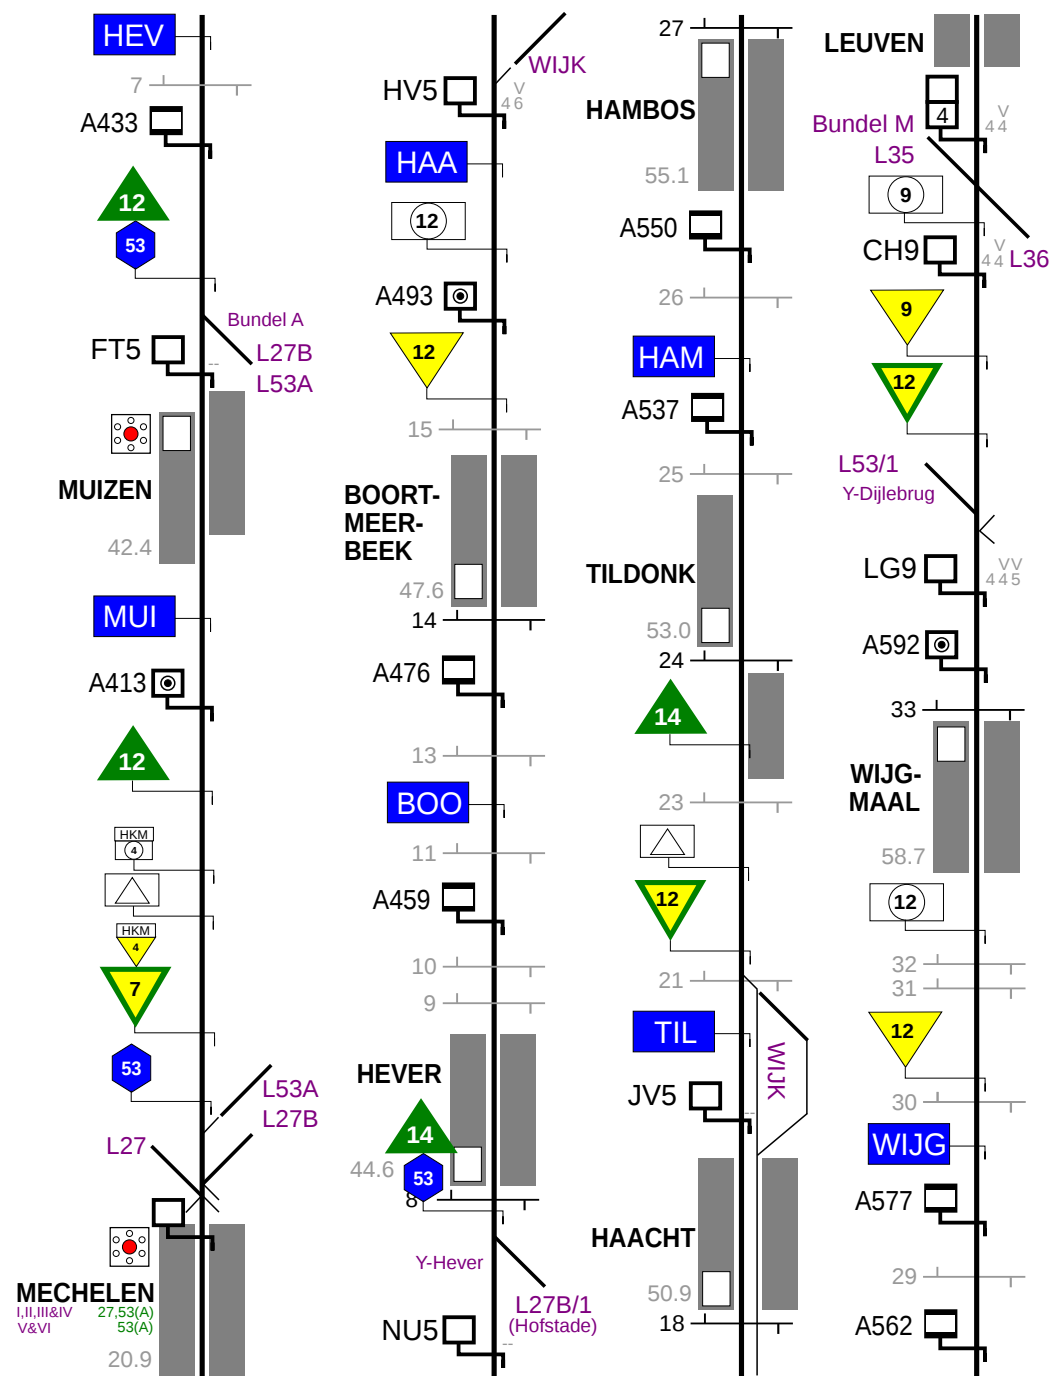 HEV
7
A433
12
53
Bundel A
FT5
L27B
L53A
MUIZEN
42.4
MUI
A413
12
HKM
4
HKM
4
7
53
L53A
L27B
L27
MECHELEN
I,II,III&IV 27,53(A)
V&VI 53(A)
20.9
WIJK
HV5
V
4 6
HAA
12
A493
12
15
BOORT-
MEER-
BEEK
47.6
14
A476
13
BOO
11
A459
10
9
HEVER
14
44.6
53
8
Y-Hever
L27B/1
(Hofstade)
NU5
27
HAMBOS
55.1
A550
26
HAM
A537
25
TILDONK
53.0
24
14
23
12
21
TIL
WIJK
JV5
HAACHT
50.9
18
LEUVEN
4
V
4 4
Bundel M
L35
9
CH9
V
4 4
L36
9
12
L53/1
Y-Dijlebrug
LG9
V V
4 4 5
A592
33
WIJG-
MAAL
58.7
12
32
31
12
30
WIJG
A577
29
A562